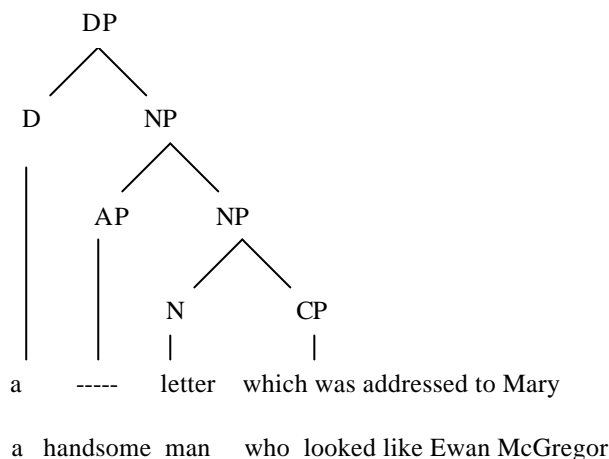 DP
D NP
AP NP
N CP
a ----- letter which was addressed to Mary
a handsome man who looked like Ewan McGregor